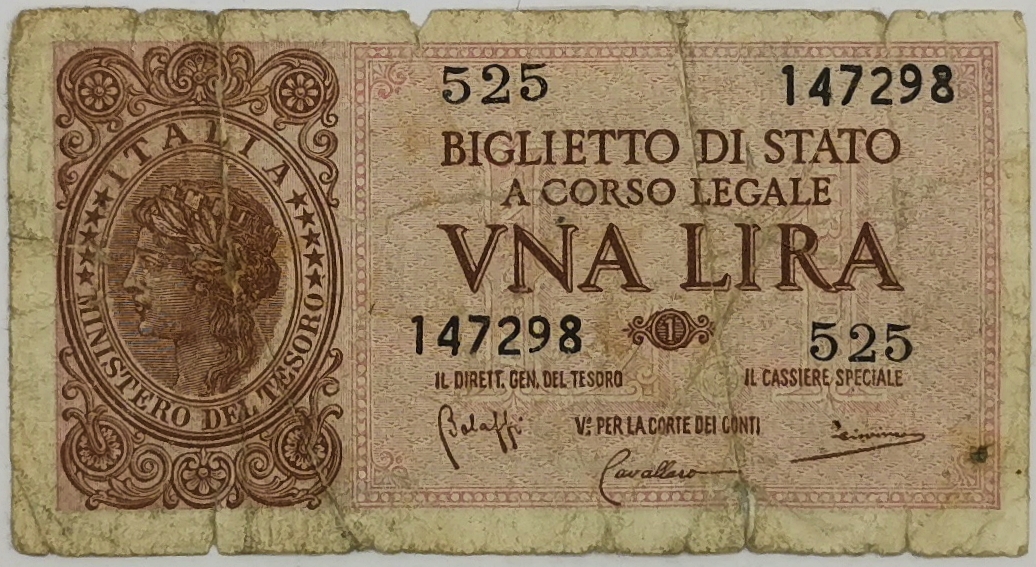 ITALIA
MINISTERO DEL TESORO
525 147298
BIGLIETTO DI STATO
A CORSO LEGALE
VNA LIRA
147298 1 525
IL DIRETT. GEN. DEL TESORO IL CASSIERE SPECIALE
Bolaffi Vº PER LA CORTE DEI CONTI
Cavallaro